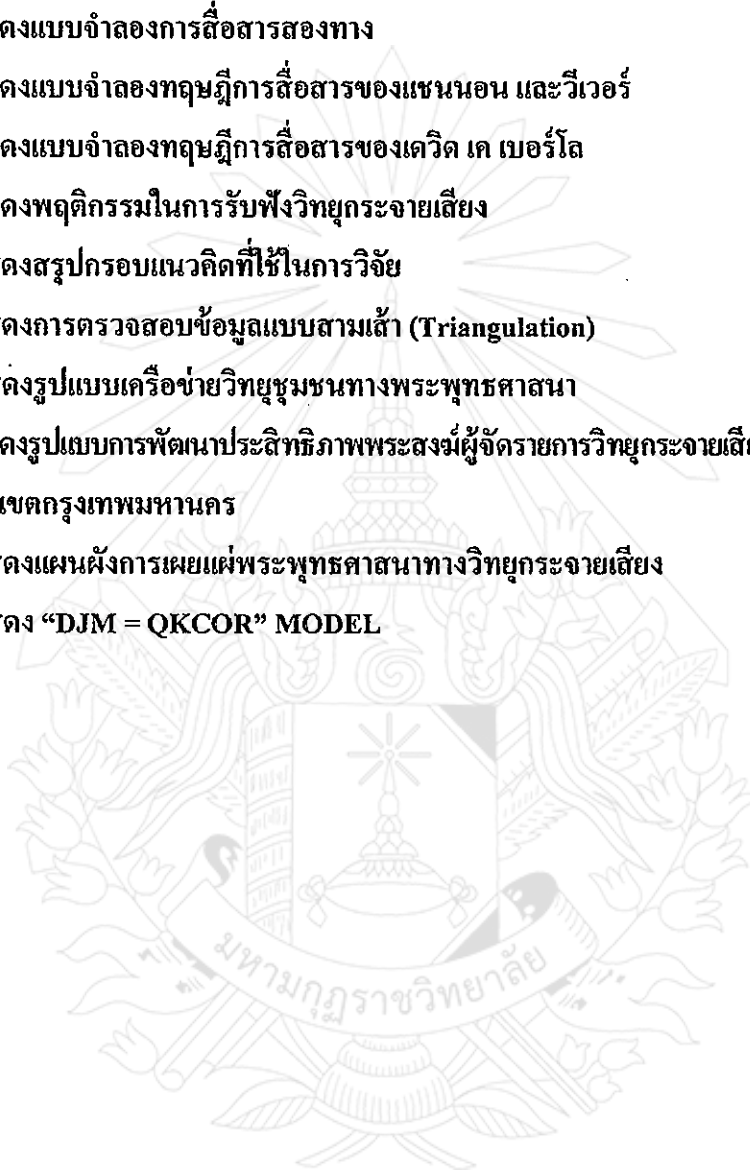 ดงแบบจำลองการสื่อสารสองทาง
ดงแบบจำลองทฤษฎีการสื่อสารของแชนนอน และวีเวอร์
ดงแบบจำลองทฤษฎีการสื่อสารของเดวิด เค เบอร์โล
ดงพฤติกรรมในการรับฟังวิทยุกระจายเสียง
ดงสรุปกรอบแนวคิดที่ใช้ในการวิจัย
ดงการตรวจสอบข้อมูลแบบสามเส้า (Triangulation)
ดงรูปแบบเครือข่ายวิทยุชุมชนทางพระพุทธศาสนา
ดงรูปแบบการพัฒนาประสิทธิภาพพระสงฆ์ผู้จัดรายการวิทยุกระจายเสีย
เขตกรุงเทพมหานคร
ดงแผนผังการเผยแผ่พระพุทธศาสนาทางวิทยุกระจายเสียง
สดง “DJM = QKCOR” MODEL
มหามกุฏราชวิทยาลัย